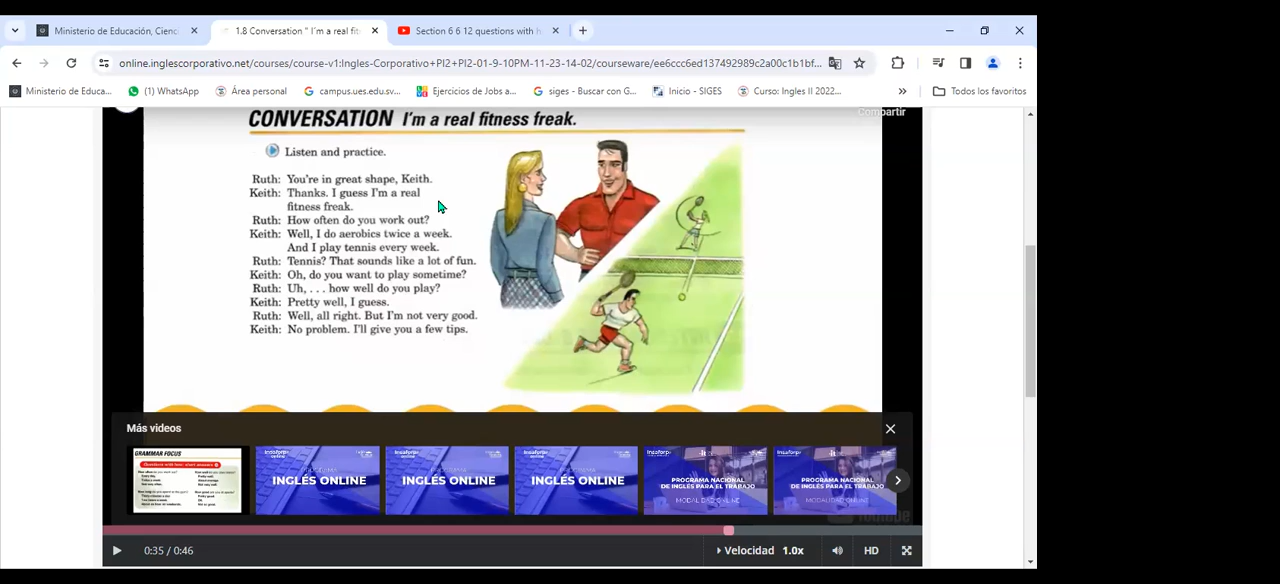 Ministerio de Educación, Cienci
1.8 Conversation " I'm a real fit
Section 6 6 12 questions with h
online.inglescorporativo.net/courses/course-v1:Ingles-Corporativo+PI2+PI2-01-9-10PM-11-23-14-02/courseware/ee6ccc6ed137492989c2a00c1b1bf...
Ministerio de Educa...
(1) WhatsApp
Área personal
campus.ues.edu.sv...
Ejercicios de Jobs a...
siges - Buscar con G...
Inicio - SIGES
Curso: Ingles II 2022...
»
Todos los favoritos
CONVERSATION I'm a real fitness freak.
Compartir
Listen and practice.
Ruth: You're in great shape, Keith.
Keith: Thanks. I guess I'm a real
fitness freak.
Ruth: How often do you work out?
Keith: Well, I do aerobics twice a week.
And I play tennis every week.
Ruth: Tennis? That sounds like a lot of fun.
Keith: Oh, do you want to play sometime?
Ruth: Uh, . . . how well do you play?
Keith: Pretty well, I guess.
Ruth: Well, all right. But I'm not very good.
Keith: No problem. I'll give you a few tips.
Más videos
GRAMMAR FOCUS
INGLÉS ONLINE
INGLÉS ONLINE
INGLÉS ONLINE
PROGRAMA NACIONAL
DE INGLÉS PARA EL TRABAJO
MODALIDAD ONLINE
PROGRAMA NACIONAL
DE INGLÉS PARA EL TRABAJO
MODALIDAD ONLINE
YouTube
0:35 / 0:46
Velocidad 1.0x
HD